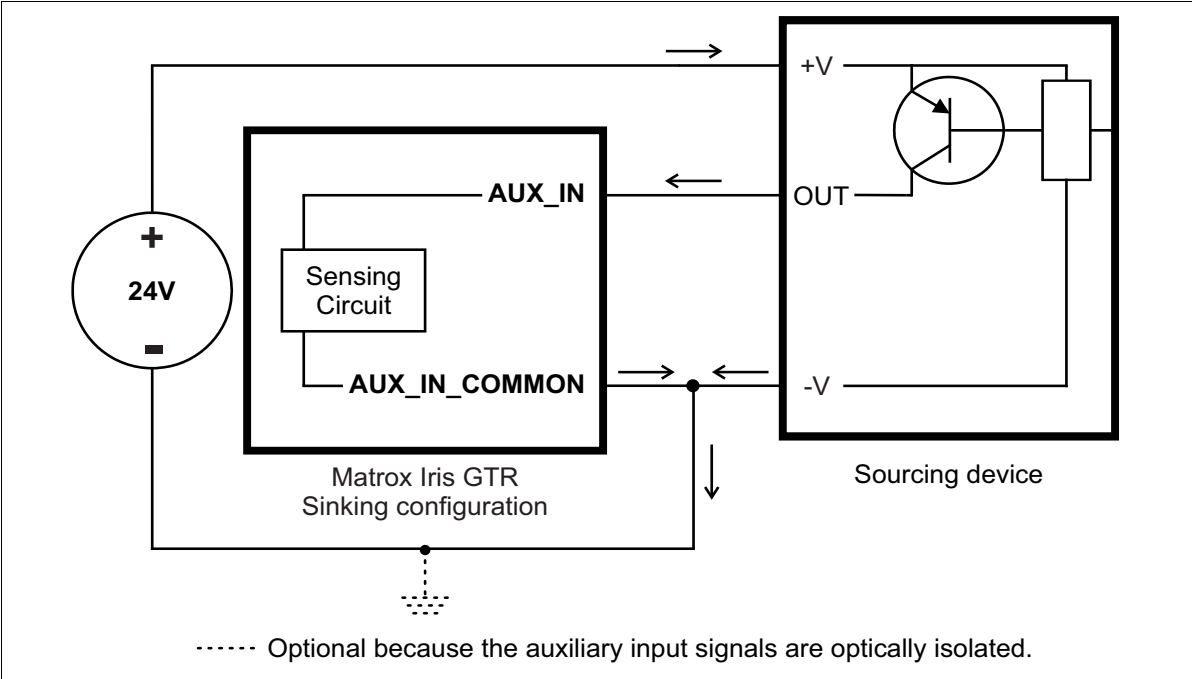 +V
AUX_IN
OUT
+
24V
-
Sensing
Circuit
AUX_IN_COMMON
-V
Matrox Iris GTR
Sinking configuration
Sourcing device
Optional because the auxiliary input signals are optically isolated.